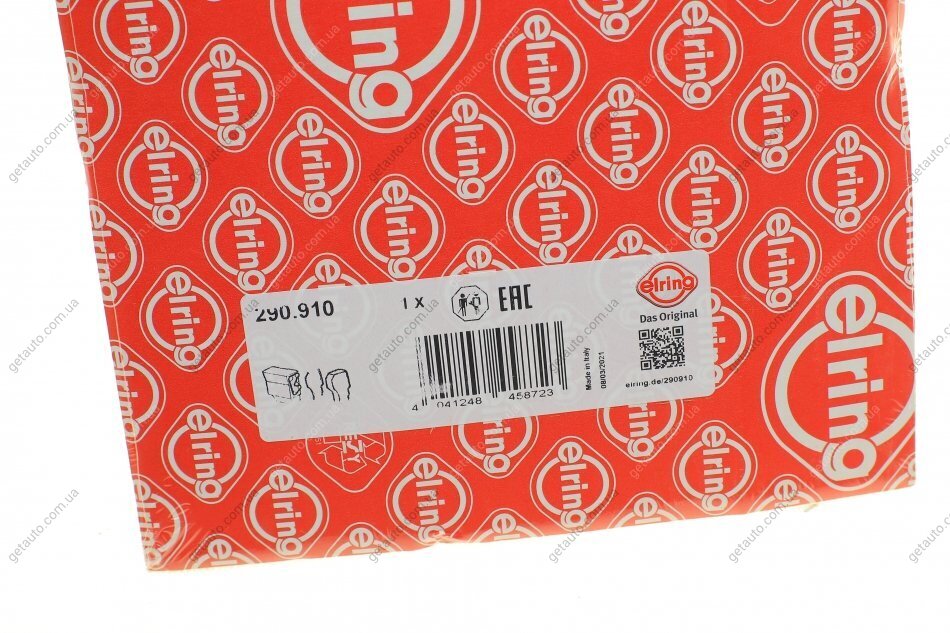 elring
290.910
1 X
EAC
elring
Das Original
4 041248 458723
Made in Italy
08/03/2021
elring.de/290910
elring
getauto.com.ua